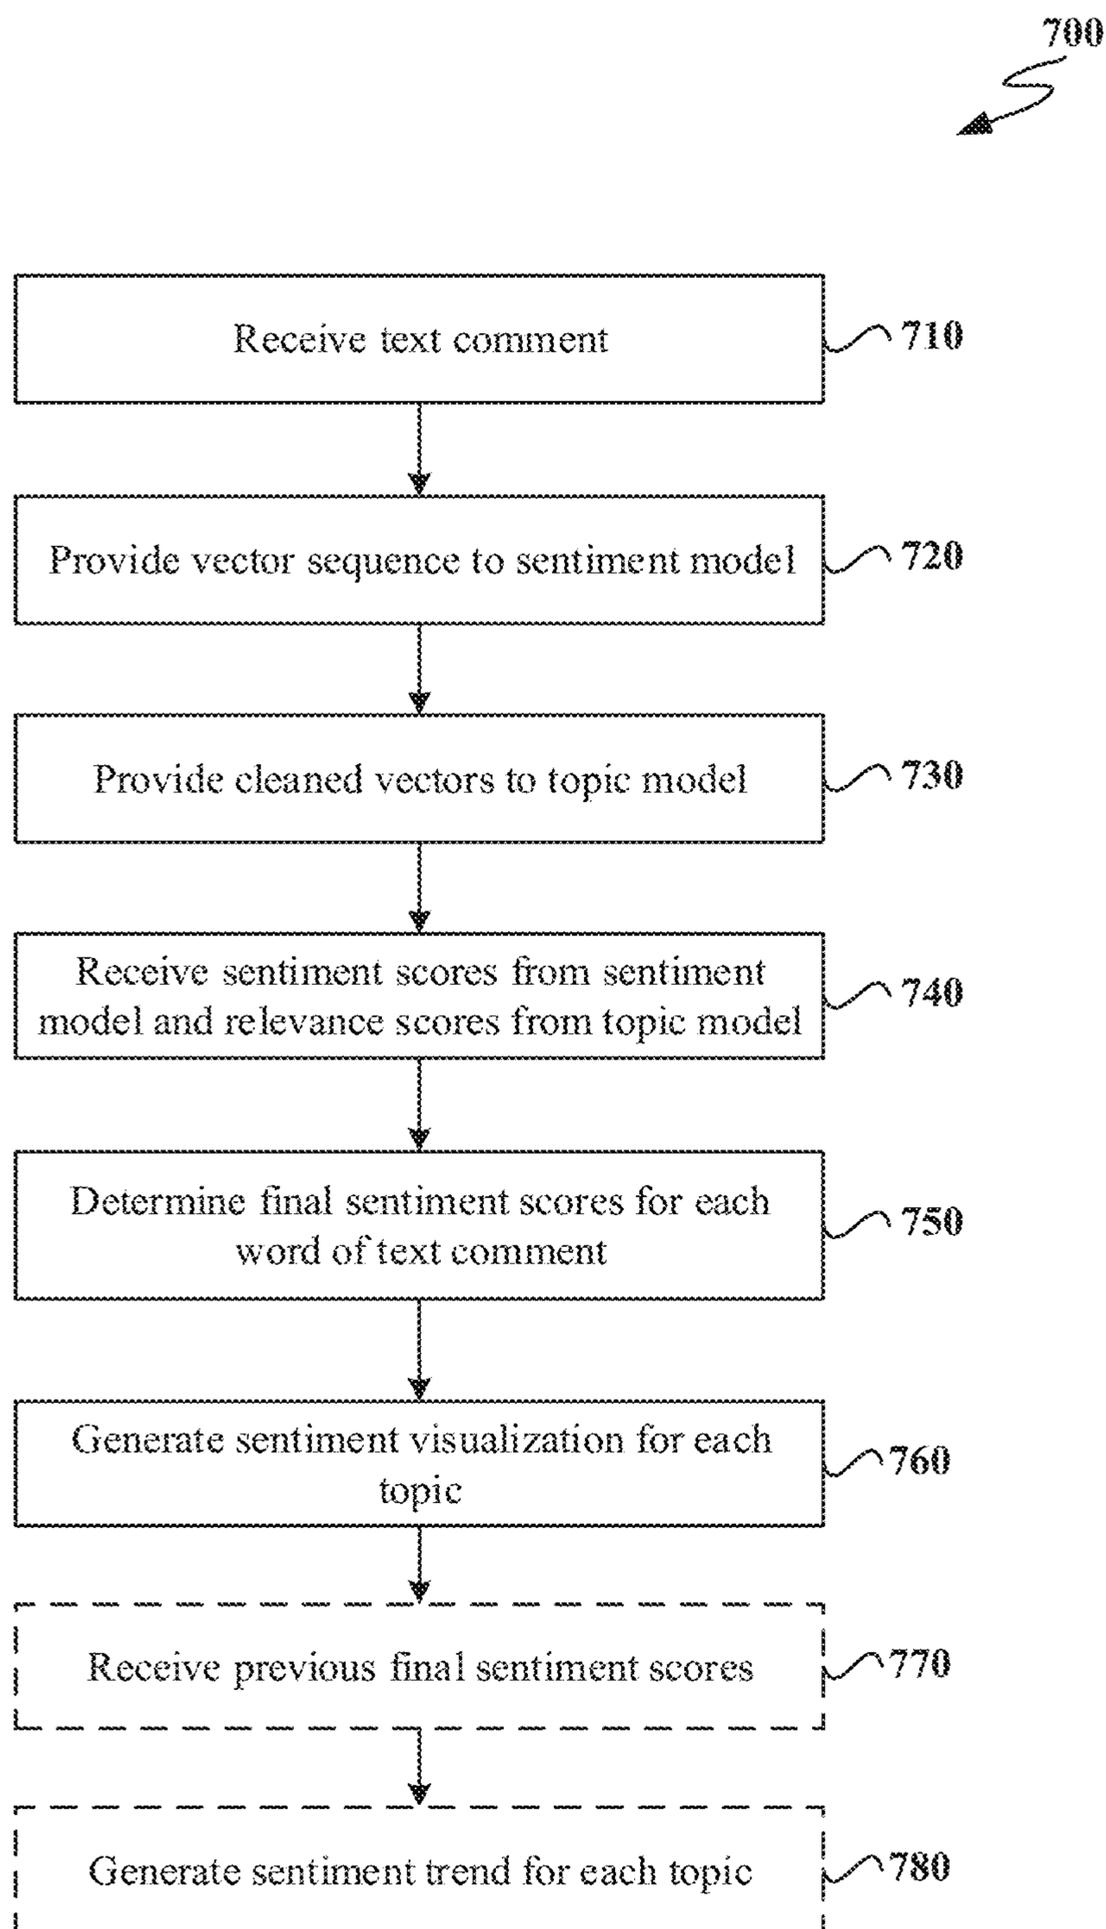 700
Receive text comment
710
Provide vector sequence to sentiment model
720
Provide cleaned vectors to topic model
730
Receive sentiment scores from sentiment
model and relevance scores from topic model
740
Determine final sentiment scores for each
word of text comment
750
Generate sentiment visualization for each
topic
760
Receive previous final sentiment scores
770
Generate sentiment trend for each topic
780